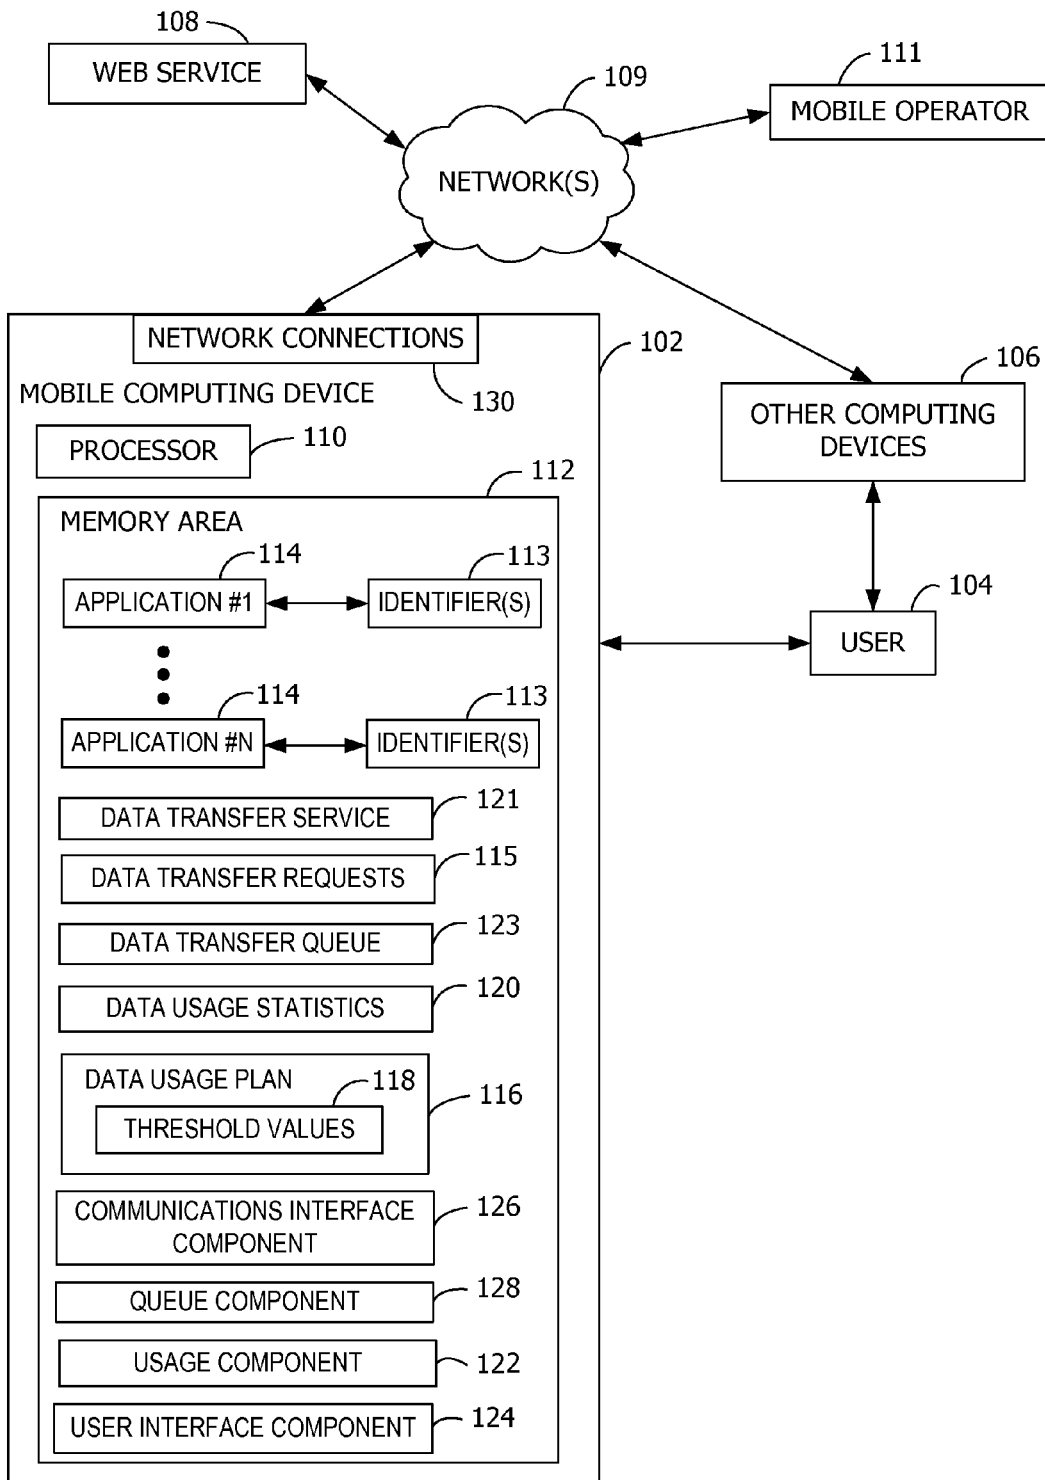 108
WEB SERVICE
111
MOBILE OPERATOR
109
NETWORK(S)
NETWORK CONNECTIONS
130
102
MOBILE COMPUTING DEVICE
106
OTHER COMPUTING
DEVICES
PROCESSOR
110
112
MEMORY AREA
114
113
APPLICATION #1
IDENTIFIER(S)
104
USER
114
113
APPLICATION #N
IDENTIFIER(S)
DATA TRANSFER SERVICE
121
DATA TRANSFER REQUESTS
115
DATA TRANSFER QUEUE
123
DATA USAGE STATISTICS
120
DATA USAGE PLAN
118
116
THRESHOLD VALUES
COMMUNICATIONS INTERFACE
COMPONENT
126
QUEUE COMPONENT
128
USAGE COMPONENT
122
USER INTERFACE COMPONENT
124